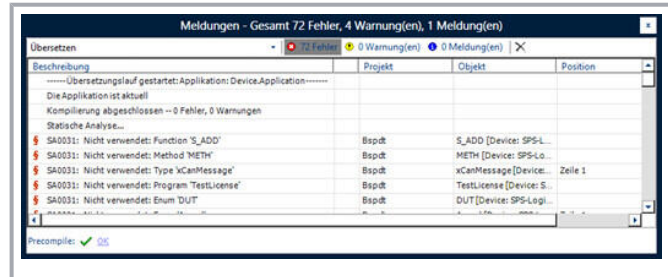 Meldungen - Gesamt 72 Fehler, 4 Warnung(en), 1 Meldung(en)
Übersetzen 72 Fehler 0 Warnung(en) 0 Meldung(en)
Beschreibung Projekt Objekt Position
------Übersetzungslauf gestartet: Applikation: Device.Application-------
Die Applikation ist aktuell
Kompilierung abgeschlossen -- 0 Fehler, 0 Warnungen
Statische Analyse...
SA0031: Nicht verwendet: Function 'S_ADD' Bspdt S_ADD [Device: SPS-L...
SA0031: Nicht verwendet: Method 'METH' Bspdt METH [Device: SPS-Lo...
SA0031: Nicht verwendet: Type 'xCanMessage' Bspdt xCanMessage [Device:... Zeile 1
SA0031: Nicht verwendet: Program 'TestLicense' Bspdt TestLicense [Device: S...
SA0031: Nicht verwendet: Enum 'DUT' Bspdt DUT [Device: SPS-Logi...
Precompile: OK